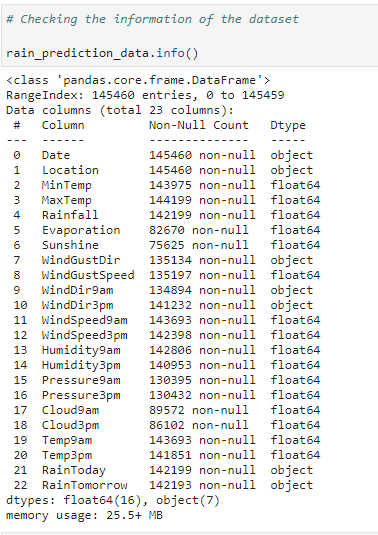 # Checking the information of the dataset
rain_prediction_data.info()
<class 'pandas.core.frame.DataFrame'>
RangeIndex: 145460 entries, 0 to 145459
Data columns (total 23 columns):
 #   Column         Non-Null Count   Dtype
---  ------         --------------   -----
 0   Date           145460 non-null  object
 1   Location       145460 non-null  object
 2   MinTemp        143975 non-null  float64
 3   MaxTemp        144199 non-null  float64
 4   Rainfall       142199 non-null  float64
 5   Evaporation    82670 non-null   float64
 6   Sunshine       75625 non-null   float64
 7   WindGustDir    135134 non-null  object
 8   WindGustSpeed  135197 non-null  float64
 9   WindDir9am     134894 non-null  object
 10  WindDir3pm     141232 non-null  object
 11  WindSpeed9am   143693 non-null  float64
 12  WindSpeed3pm   142398 non-null  float64
 13  Humidity9am    142806 non-null  float64
 14  Humidity3pm    140953 non-null  float64
 15  Pressure9am    130395 non-null  float64
 16  Pressure3pm    130432 non-null  float64
 17  Cloud9am       89572 non-null   float64
 18  Cloud3pm       86102 non-null   float64
 19  Temp9am        143693 non-null  float64
 20  Temp3pm        141851 non-null  float64
 21  RainToday      142199 non-null  object
 22  RainTomorrow   142193 non-null  object
dtypes: float64(16), object(7)
memory usage: 25.5+ MB